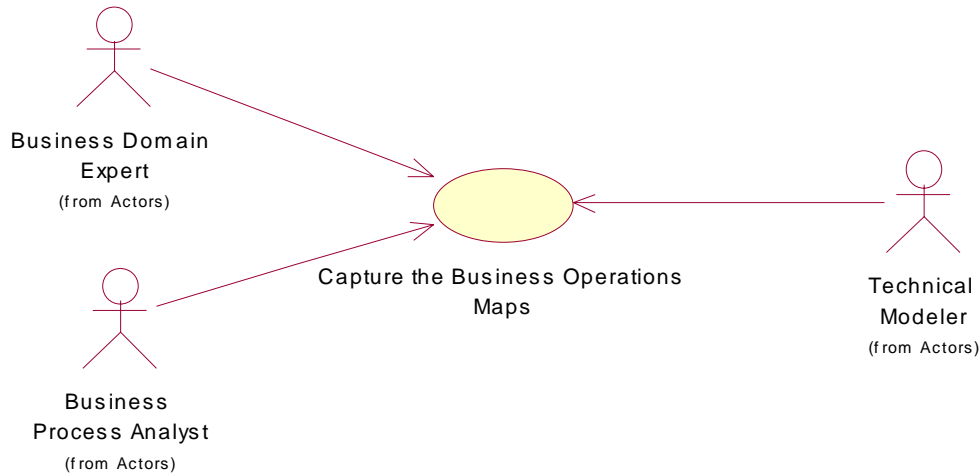 Business Domain
Expert
(from Actors)
Capture the Business Operations
Maps
Technical
Modeler
(from Actors)
Business
Process Analyst
(from Actors)